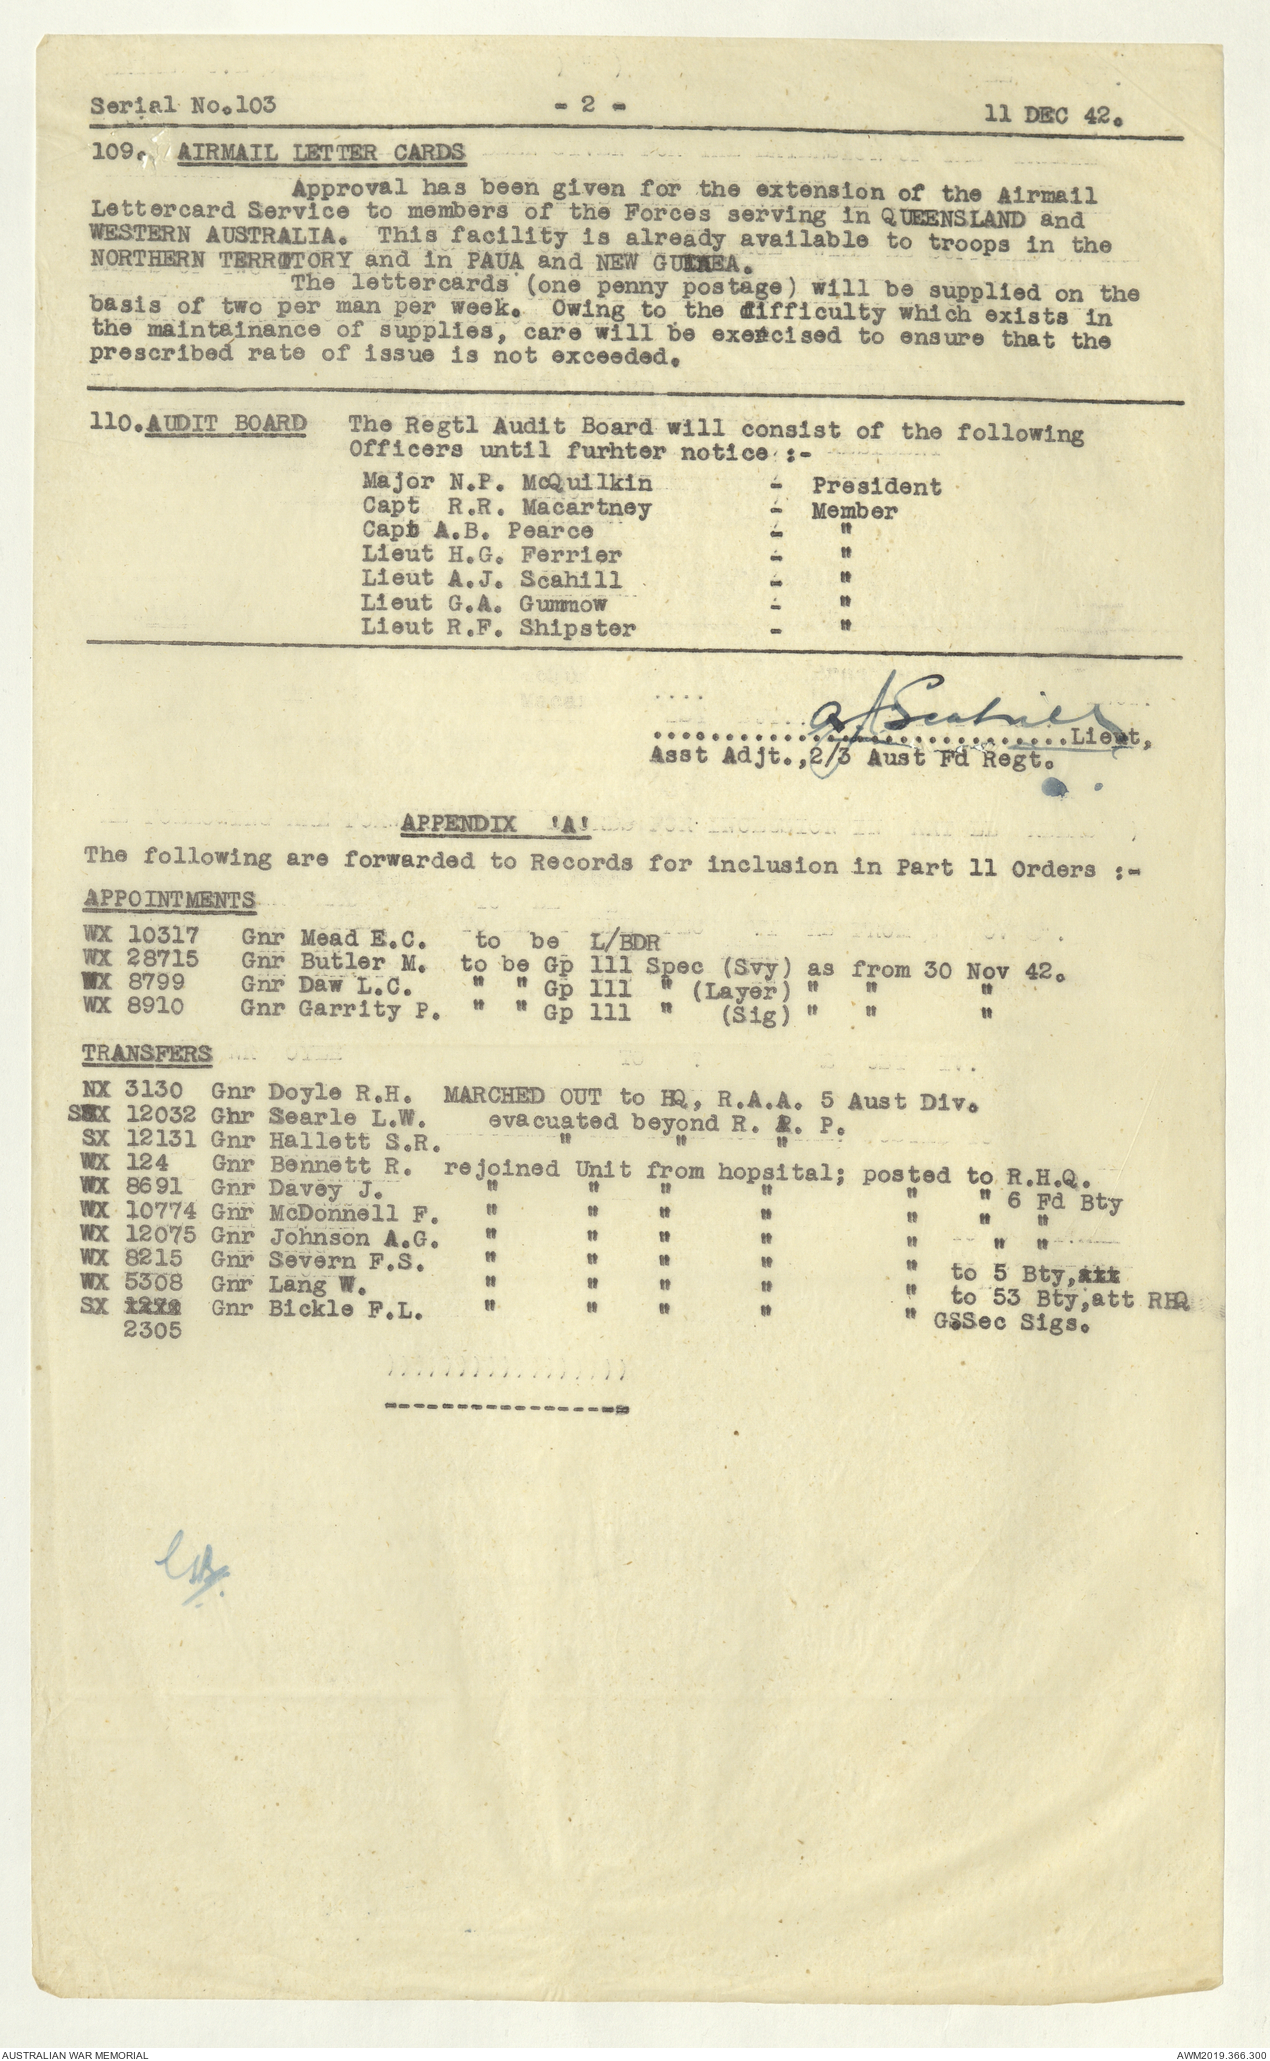 Serial No.103 - 2 - 11 DEC 42.
109. AIRMAIL LETTER CARDS
Approval has been given for the extension of the Airmail
Lettercard Service to members of the Forces serving in QUEENSLAND and
WESTERN AUSTRALIA. This facility is already available to troops in the
NORTHERN TERRITORY and in PAUA and NEW GUINEA.
The lettercards (one penny postage) will be supplied on the
basis of two per man per week. Owing to the difficulty which exists in
the maintainance of supplies, care will be exercised to ensure that the
prescribed rate of issue is not exceeded.
110. AUDIT BOARD The Regtl Audit Board will consist of the following
Officers until furhter notice :-
Major N.P. McQuilkin - President
Capt R.R. Macartney - Member
Capt A.B. Pearce - "
Lieut H.G. Ferrier - "
Lieut A.J. Scahill - "
Lieut G.A. Gummow - "
Lieut R.F. Shipster - "
A J Scahill
..............................Lieut,
Asst Adjt.,2/3 Aust Fd Regt.
APPENDIX 'A'
The following are forwarded to Records for inclusion in Part 11 Orders :-
APPOINTMENTS
WX 10317 Gnr Mead E.C. to be L/BDR
WX 28715 Gnr Butler M. to be Gp 111 Spec (Svy) as from 30 Nov 42.
WX 8799 Gnr Daw L.C. " " Gp 111 " (Layer) " " "
WX 8910 Gnr Garrity P. " " Gp 111 " (Sig) " " "
TRANSFERS
NX 3130 Gnr Doyle R.H. MARCHED OUT to HQ, R.A.A. 5 Aust Div.
SX 12032 Gnr Searle L.W. evacuated beyond R. A. P.
SX 12131 Gnr Hallett S.R. " " "
WX 124 Gnr Bennett R. rejoined Unit from hopsital; posted to R.H.Q.
WX 8691 Gnr Davey J. " " " " " " 6 Fd Bty
WX 10774 Gnr McDonnell F. " " " " " " "
WX 12075 Gnr Johnson A.G. " " " " " " "
WX 8215 Gnr Severn F.S. " " " " " to 5 Bty,
WX 5308 Gnr Lang W. " " " " " to 53 Bty,att RHQ
SX Gnr Bickle F.L. " " " " " G.Sec Sigs.
2305
-----------------
AUSTRALIAN WAR MEMORIAL AWM2019.366.300